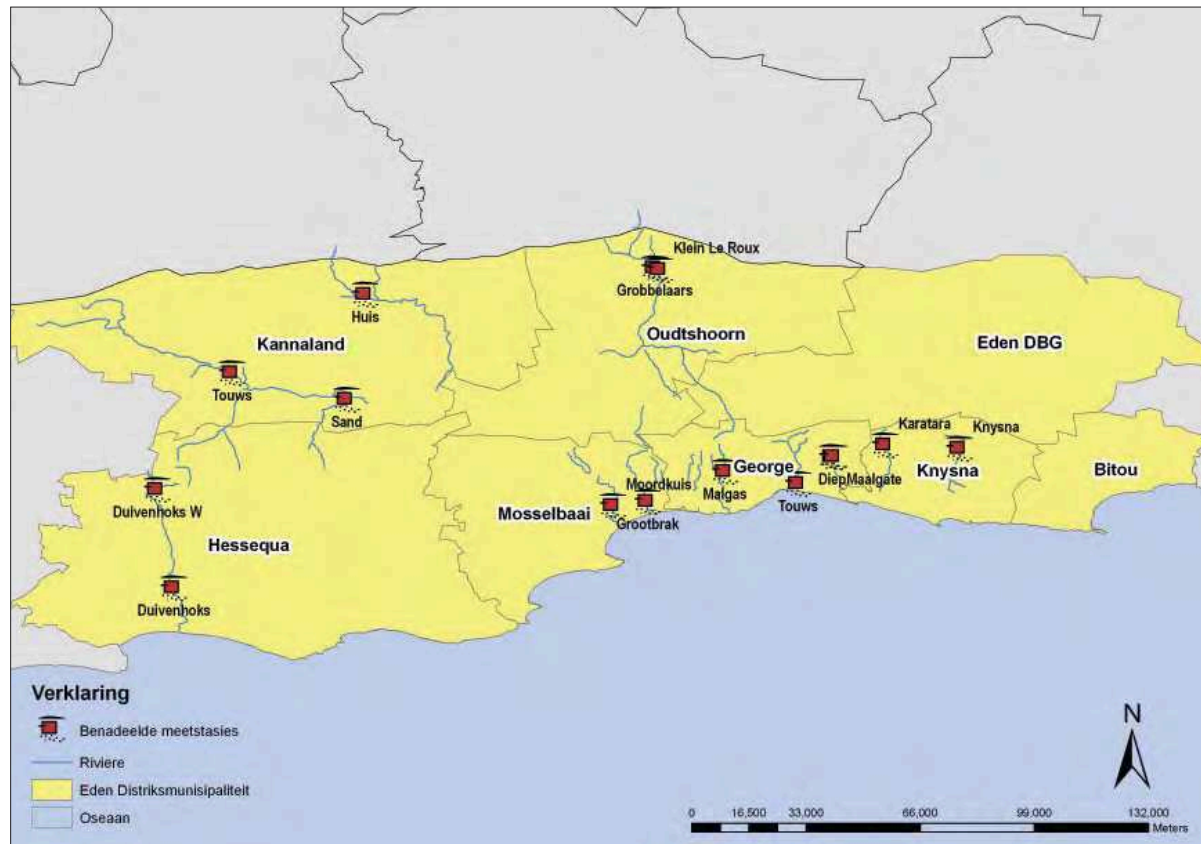 Klein Le Roux
Grobbelaars
Huis
Kannaland
Oudtshoorn
Eden DBG
Touws
Sand
Karatara
Knysna
George
Knysna
Bitou
Moordkuis
Malgas
DiepMaalgate
Touws
Duivenhoks W
Mosselbaai
Grootbrak
Hessequa
Duivenhoks
Verklaring
Benadeelde meetstasies
Riviere
Eden Distriksmunisipaliteit
Oseaan
N
0 16,500 33,000 66,000 99,000 132,000
Meters